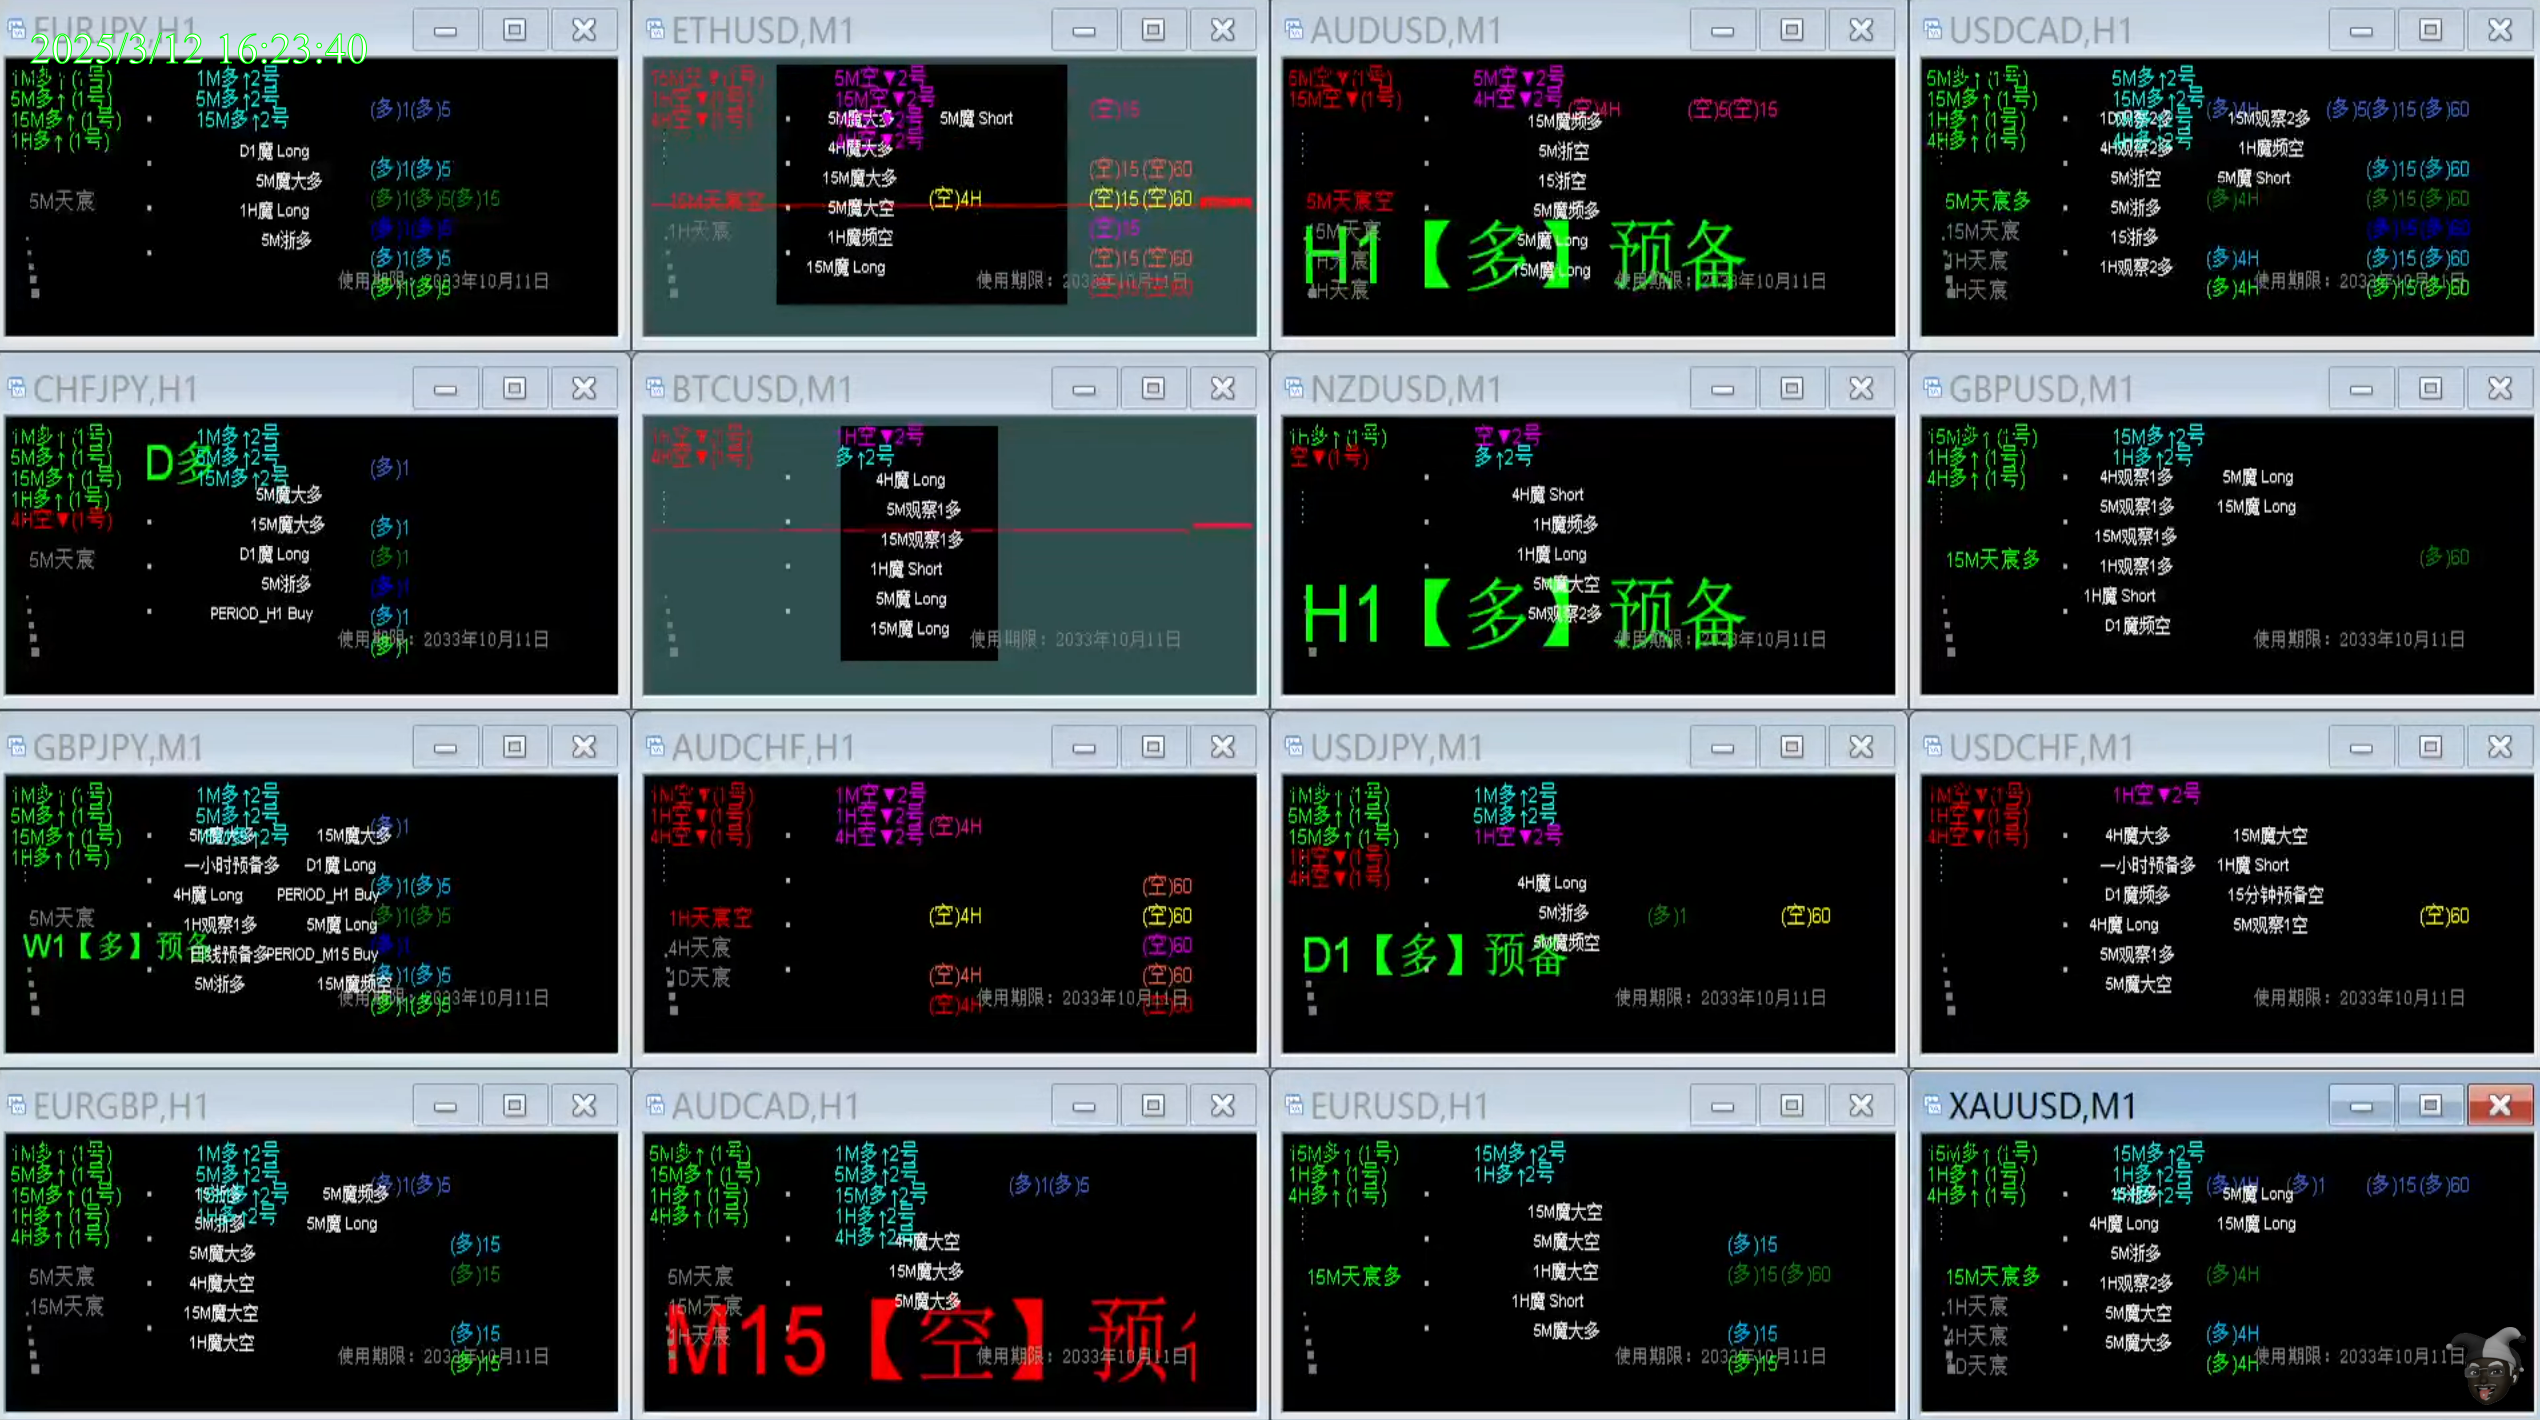 EURJPY,H1
2025/3/12 16:23:40
1M多↑(1号)
5M多↑(1号)
15M多↑(1号)
1H多↑(1号)
1M多↑2号
5M多↑2号
15M多↑2号
(多)1(多)5
D1魔 Long
5M魔大多
1H魔 Long
5M浙多
5M天宸
(多)1(多)5
(多)1(多)5(多)15
(多)1(多)5
(多)1(多)5
(多)1(多)5
使用期限：2033年10月11日
ETHUSD,M1
15M空▼(1号)
1H空▼(1号)
4H空▼(1号)
5M空▼2号
15M空▼2号
4H空▼2号
5M魔大多
5M魔 Short
4H魔大多
15M魔大多
5M魔大空
1H魔频空
15M魔 Long
15M天宸空
1H天宸
(空)4H
(空)15
(空)15(空)60
(空)15(空)60
(空)15
(空)15(空)60
使用期限：2033年10月11日
AUDUSD,M1
5M空▼(1号)
15M空▼(1号)
5M空▼2号
4H空▼2号
(空)4H
(空)5(空)15
15M魔频多
5M浙空
15浙空
5M魔频多
5M魔 Long
15M魔 Long
5M天宸空
15M天宸
1H天宸
4H天宸
H1【多】预备
使用期限：2033年10月11日
USDCAD,H1
5M多↑(1号)
15M多↑(1号)
1H多↑(1号)
4H多↑(1号)
5M多↑2号
15M多↑2号
4H多↑2号
(多)4H
(多)5(多)15(多)60
1D观察2多
15M观察2多
4H观察2多
1H魔频空
5M浙空
5M魔 Short
5M浙多
15浙多
1H观察2多
5M天宸多
15M天宸
4H天宸
4H天宸
(多)15(多)60
(多)4H
(多)15(多)60
(多)15(多)60
(多)4H
(多)15(多)60
(多)4H
(多)15(多)60
使用期限：2033年10月11日
CHFJPY,H1
1M多↑(1号)
5M多↑(1号)
15M多↑(1号)
1H多↑(1号)
4H空▼(1号)
D多
1M多↑2号
5M多↑2号
15M多↑2号
(多)1
5M魔大多
15M魔大多
D1魔 Long
5M浙多
PERIOD_H1 Buy
5M天宸
(多)1
(多)1
(多)1
(多)1
(多)1
使用期限：2033年10月11日
BTCUSD,M1
1H空▼(1号)
4H空▼(1号)
1H空▼2号
多↑2号
4H魔 Long
5M观察1多
15M观察1多
1H魔 Short
5M魔 Long
15M魔 Long
使用期限：2033年10月11日
NZDUSD,M1
1h多↑(1号)
空▼(1号)
空▼2号
多↑2号
4H魔 Short
1H魔频多
1H魔 Long
5M魔大空
5M观察2多
H1【多】预备
使用期限：2033年10月11日
GBPUSD,M1
15M多↑(1号)
1H多↑(1号)
4H多↑(1号)
15M多↑2号
1H多↑2号
4H观察1多
5M魔 Long
5M观察1多
15M魔 Long
15M观察1多
1H观察1多
1H魔 Short
D1魔频空
15M天宸多
(多)60
使用期限：2033年10月11日
GBPJPY,M1
1M多↑(1号)
5M多↑(1号)
15M多↑(1号)
1H多↑(1号)
1M多↑2号
5M多↑2号
15M多↑2号
(多)1
5M魔大多
15M魔大多
一小时预备多
D1魔 Long
4H魔 Long
PERIOD_H1 Buy
1H观察1多
5M魔 Long
日线预备多
PERIOD_M15 Buy
5M浙多
15M魔频空
5M天宸
W1【多】预备
(多)1(多)5
(多)1(多)5
(多)1
(多)1(多)5
(多)1(多)5
使用期限：2033年10月11日
AUDCHF,H1
1M空▼(1号)
1H空▼(1号)
4H空▼(1号)
1M空▼2号
1H空▼2号
4H空▼2号
(空)4H
1H天宸空
4H天宸
1D天宸
(空)60
(空)4H
(空)60
(空)60
(空)4H
(空)60
(空)4H
(空)60
使用期限：2033年10月11日
USDJPY,M1
1M多↑(1号)
5M多↑(1号)
15M多↑(1号)
1H空▼(1号)
4H空▼(1号)
1M多↑2号
5M多↑2号
1H空▼2号
4H魔 Long
5M浙多
5M魔频空
(多)1
(空)60
D1【多】预备
使用期限：2033年10月11日
USDCHF,M1
1M空▼(1号)
1H空▼(1号)
4H空▼(1号)
1H空▼2号
4H魔大多
15M魔大空
一小时预备多
1H魔 Short
D1魔频多
15分钟预备空
4H魔 Long
5M观察1空
5M观察1多
5M魔大空
(空)60
使用期限：2033年10月11日
EURGBP,H1
1M多↑(1号)
5M多↑(1号)
15M多↑(1号)
1H多↑(1号)
4H多↑(1号)
1M多↑2号
5M多↑2号
15M多↑2号
1H多↑2号
(多)1(多)5
15浙多
5M魔频多
5M浙多
5M魔 Long
5M魔大多
4H魔大空
15M魔大空
1H魔大空
5M天宸
15M天宸
(多)15
(多)15
(多)15
(多)15
使用期限：2033年10月11日
AUDCAD,H1
5M多↑(1号)
15M多↑(1号)
1H多↑(1号)
4H多↑(1号)
1M多↑2号
5M多↑2号
15M多↑2号
1H多↑2号
4H多↑2号
(多)1(多)5
4H魔大空
15M魔大多
5M魔大多
5M天宸
15M天宸
1H天宸
M15【空】预
使用期限：2033年10月11日
EURUSD,H1
15M多↑(1号)
1H多↑(1号)
4H多↑(1号)
15M多↑2号
1H多↑2号
15M魔大空
5M魔大空
1H魔大空
1H魔 Short
5M魔大多
15M天宸多
(多)15
(多)15(多)60
(多)15
(多)15
使用期限：2033年10月11日
XAUUSD,M1
15M多↑(1号)
1H多↑(1号)
4H多↑(1号)
15M多↑2号
1H多↑2号
4H多↑2号
(多)4H
(多)1
(多)15(多)60
15浙多
5M魔 Long
4H魔 Long
15M魔 Long
5M浙多
1H观察2多
5M魔大空
5M魔大多
15M天宸多
1H天宸
4H天宸
1D天宸
(多)4H
(多)4H
(多)4H
使用期限：2033年10月11日